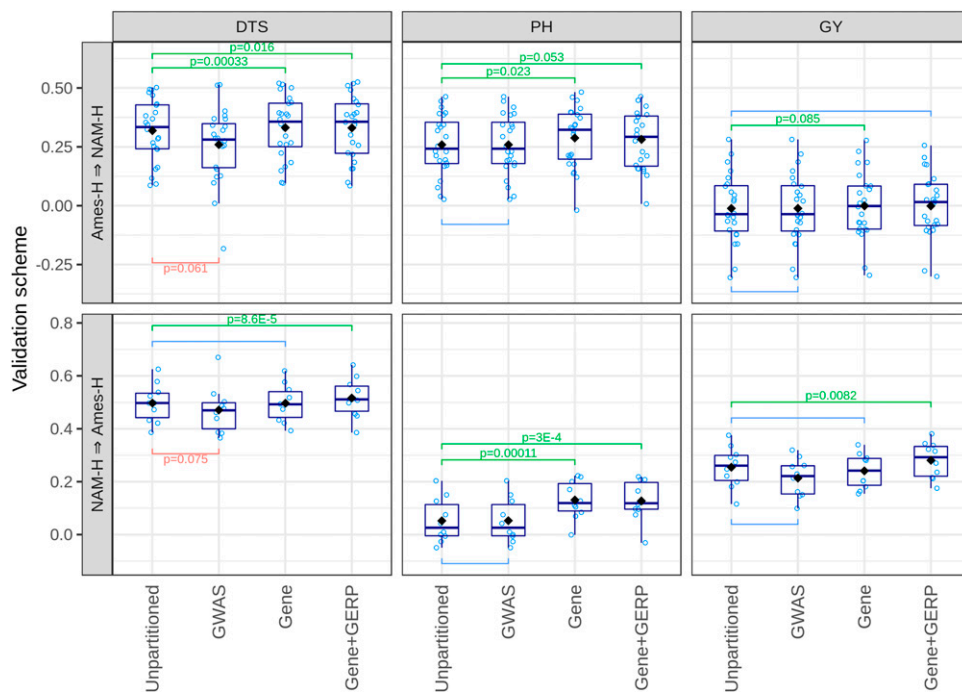 DTS
PH
GY
Validation scheme
Ames-H ⇒ NAM-H
0.50
0.25
0.00
-0.25
p=0.016
p=0.00033
p=0.061
p=0.053
p=0.023
p=0.085
NAM-H ⇒ Ames-H
0.8
0.6
0.4
0.2
0.0
p=8.6E-5
p=0.075
p=3E-4
p=0.00011
p=0.0082
Unpartitioned
GWAS
Gene
Gene+GERP
Unpartitioned
GWAS
Gene
Gene+GERP
Unpartitioned
GWAS
Gene
Gene+GERP